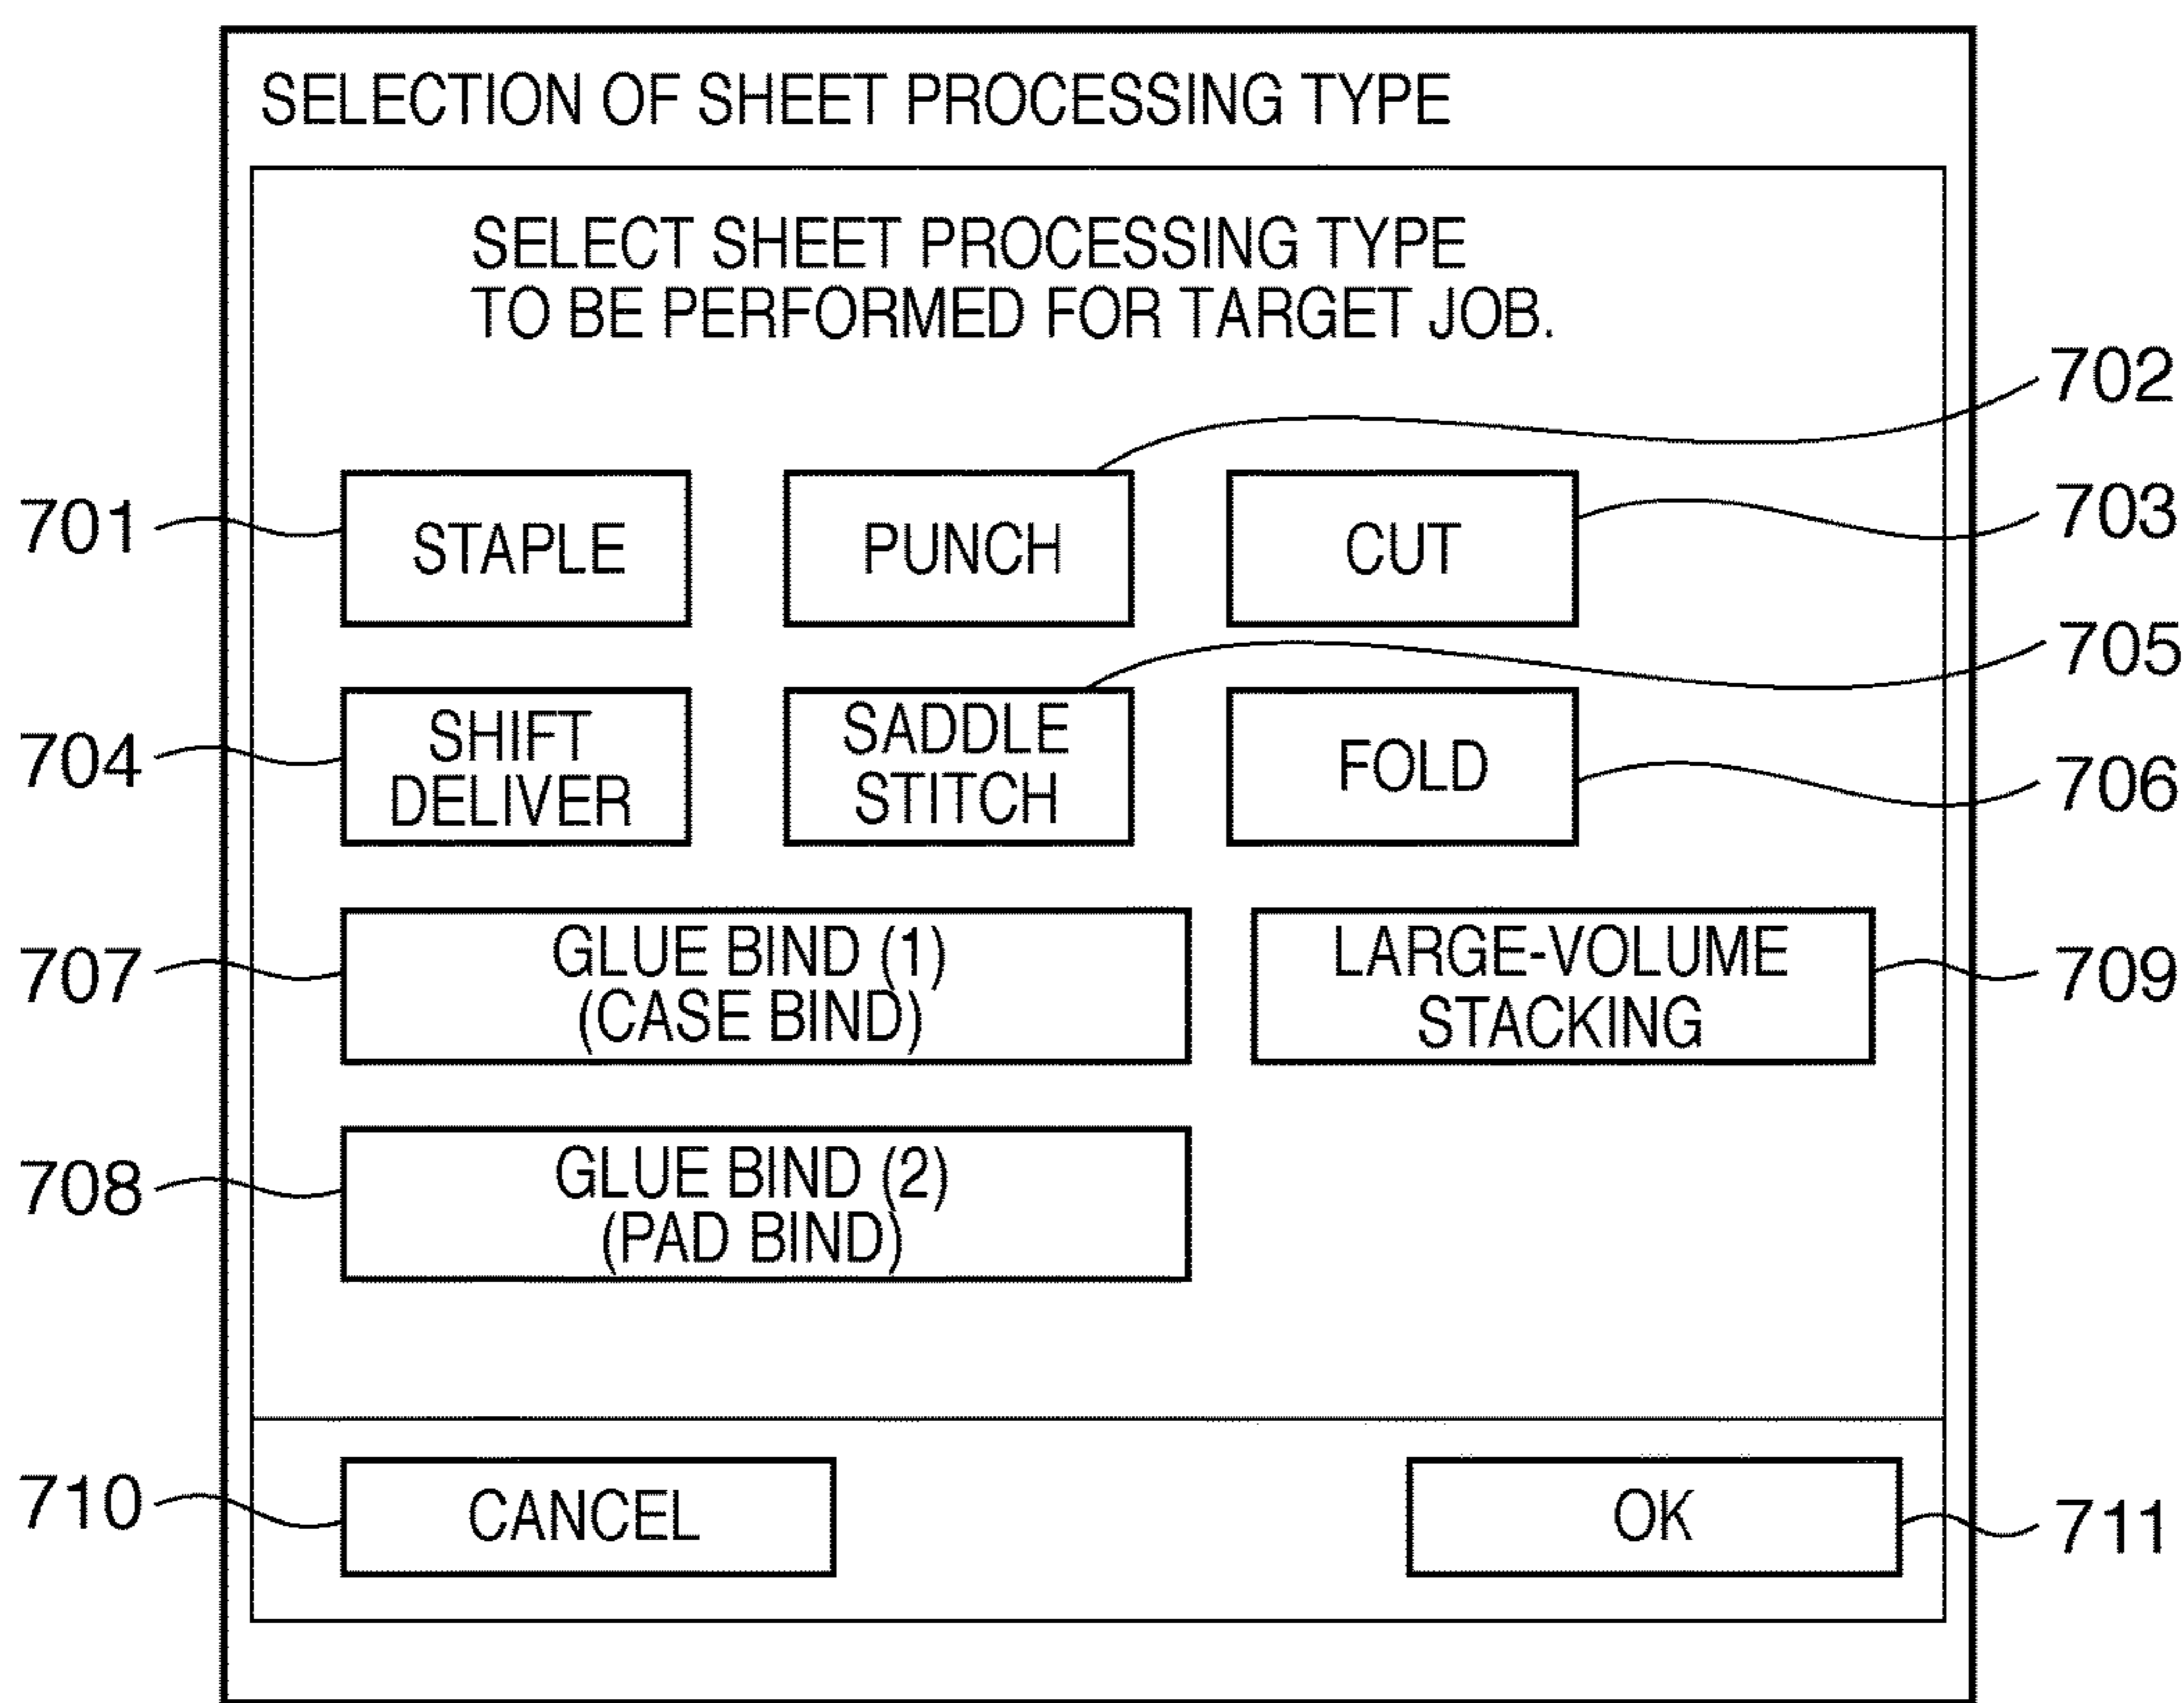 SELECTION OF SHEET PROCESSING TYPE
SELECT SHEET PROCESSING TYPE
TO BE PERFORMED FOR TARGET JOB.
702
701
STAPLE
PUNCH
CUT
703
705
704
SHIFT
DELIVER
SADDLE
STITCH
FOLD
706
707
GLUE BIND (1)
(CASE BIND)
LARGE-VOLUME
STACKING
709
708
GLUE BIND (2)
(PAD BIND)
710
CANCEL
OK
711